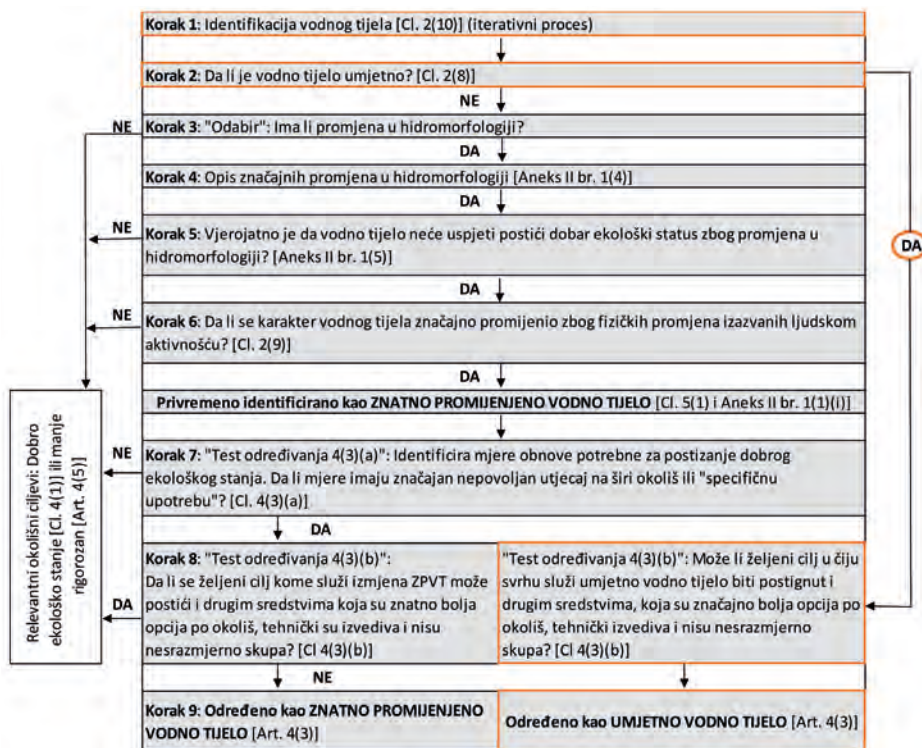 Korak 1: Identifikacija vodnog tijela [Cl. 2(10)] (iterativni proces)
Korak 2: Da li je vodno tijelo umjetno? [Cl. 2(8)]
NE
NE
Korak 3: "Odabir": Ima li promjena u hidromorfologiji?
DA
Korak 4: Opis značajnih promjena u hidromorfologiji [Aneks II br. 1(4)]
DA
NE
Korak 5: Vjerojatno je da vodno tijelo neće uspjeti postići dobar ekološki status zbog promjena u
hidromorfologiji? [Aneks II br. 1(5)]
DA
DA
NE
Korak 6: Da li se karakter vodnog tijela značajno promijenio zbog fizičkih promjena izazvanih ljudskom
aktivnošću? [Cl. 2(9)]
DA
Privremeno identificirano kao ZNATNO PROMIJENJENO VODNO TIJELO [Cl. 5(1) i Aneks II br. 1(1)(i)]
NE
Korak 7: "Test određivanja 4(3)(a)": Identificira mjere obnove potrebne za postizanje dobrog
ekološkog stanja. Da li mjere imaju značajan nepovoljan utjecaj na širi okoliš ili "specifičnu
upotrebu"? [Cl. 4(3)(a)]
DA
Relevantni okolišni ciljevi: Dobro
ekološko stanje [Cl. 4(1)] ili manje
rigorozan [Art. 4(5)]
DA
Korak 8: "Test određivanja 4(3)(b)":
Da li se željeni cilj kome služi izmjena ZPVT može
postići i drugim sredstvima koja su znatno bolja
opcija po okoliš, tehnički su izvediva i nisu
nesrazmjerno skupa? [Cl 4(3)(b)]
"Test određivanja 4(3)(b)": Može li željeni cilj u čiju
svrhu služi umjetno vodno tijelo biti postignut i
drugim sredstvima, koja su značajno bolja opcija po
okoliš, tehnički izvediva i nisu nesrazmjerno
skupa? [Cl 4(3)(b)]
NE
Korak 9: Određeno kao ZNATNO PROMIJENJENO
VODNO TIJELO [Art. 4(3)]
Određeno kao UMJETNO VODNO TIJELO [Art. 4(3)]